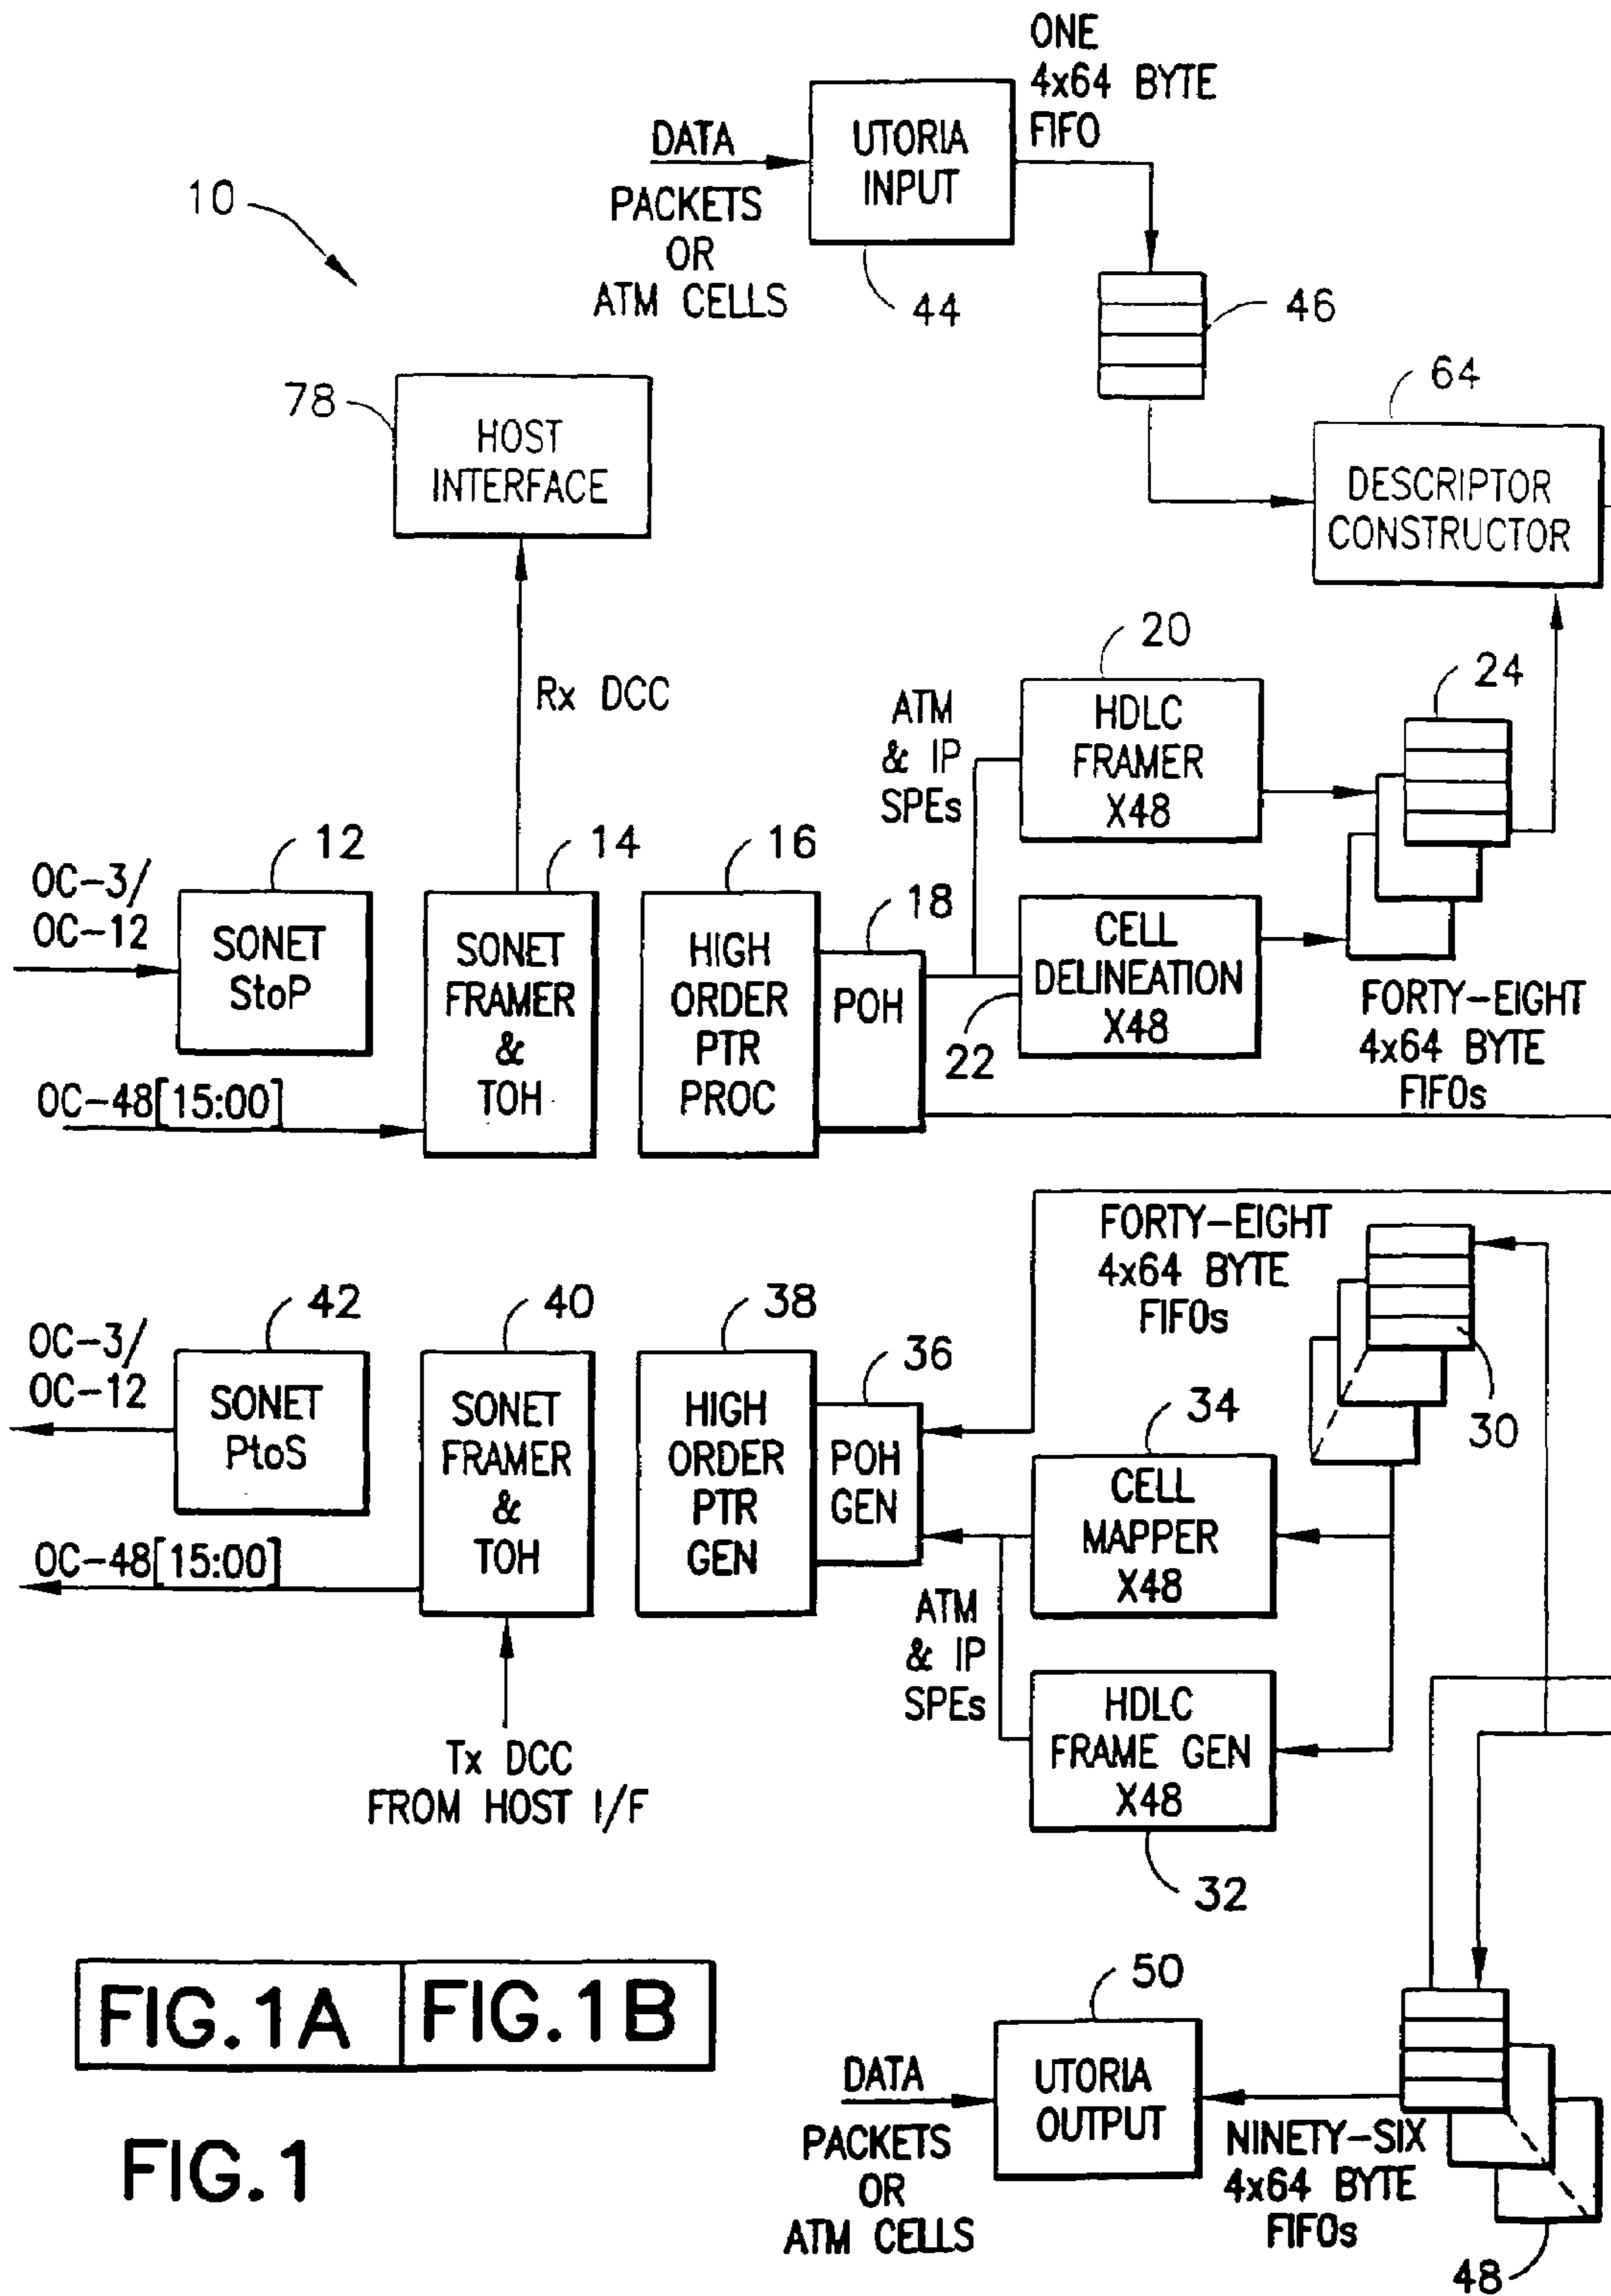 ONE
4x64 BYTE
FIFO
DATA
PACKETS
OR
ATM CELLS
UTORIA
INPUT
44
46
10
78
HOST
INTERFACE
64
DESCRIPTOR
CONSTRUCTOR
Rx DCC
ATM
& IP
SPEs
20
HDLC
FRAMER
X48
24
OC-3/
OC-12
12
SONET
StoP
14
SONET
FRAMER
&
TOH
16
HIGH
ORDER
PTR
PROC
18
POH
22
CELL
DELINEATION
X48
FORTY-EIGHT
4x64 BYTE
FIFOs
OC-48[15:00]
FORTY-EIGHT
4x64 BYTE
FIFOs
30
OC-3/
OC-12
42
SONET
PtoS
40
SONET
FRAMER
&
TOH
38
HIGH
ORDER
PTR
GEN
36
POH
GEN
34
CELL
MAPPER
X48
OC-48[15:00]
ATM
& IP
SPEs
HDLC
FRAME GEN
X48
32
Tx DCC
FROM HOST I/F
FIG.1A FIG.1B
FIG.1
50
DATA
PACKETS
OR
ATM CELLS
UTORIA
OUTPUT
NINETY-SIX
4x64 BYTE
FIFOs
48